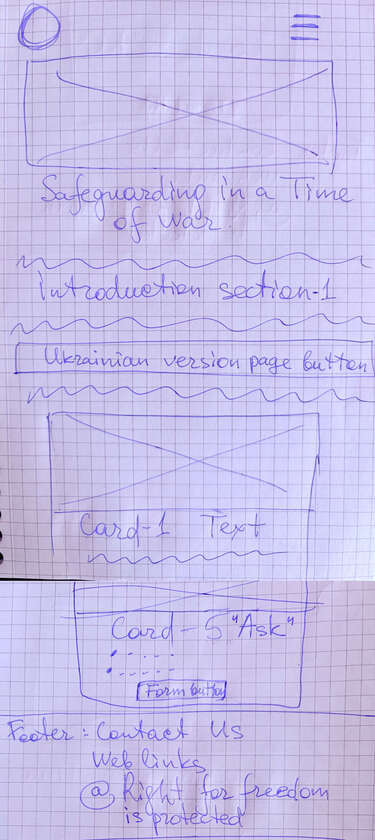 Safeguarding in a Time
of war.
Introduction section-1
Ukrainian version page button
Card-1 Text
Card-5 "Ask"
Form button
Footer: Contact Us
Web links
@ Right for freedom
is protected